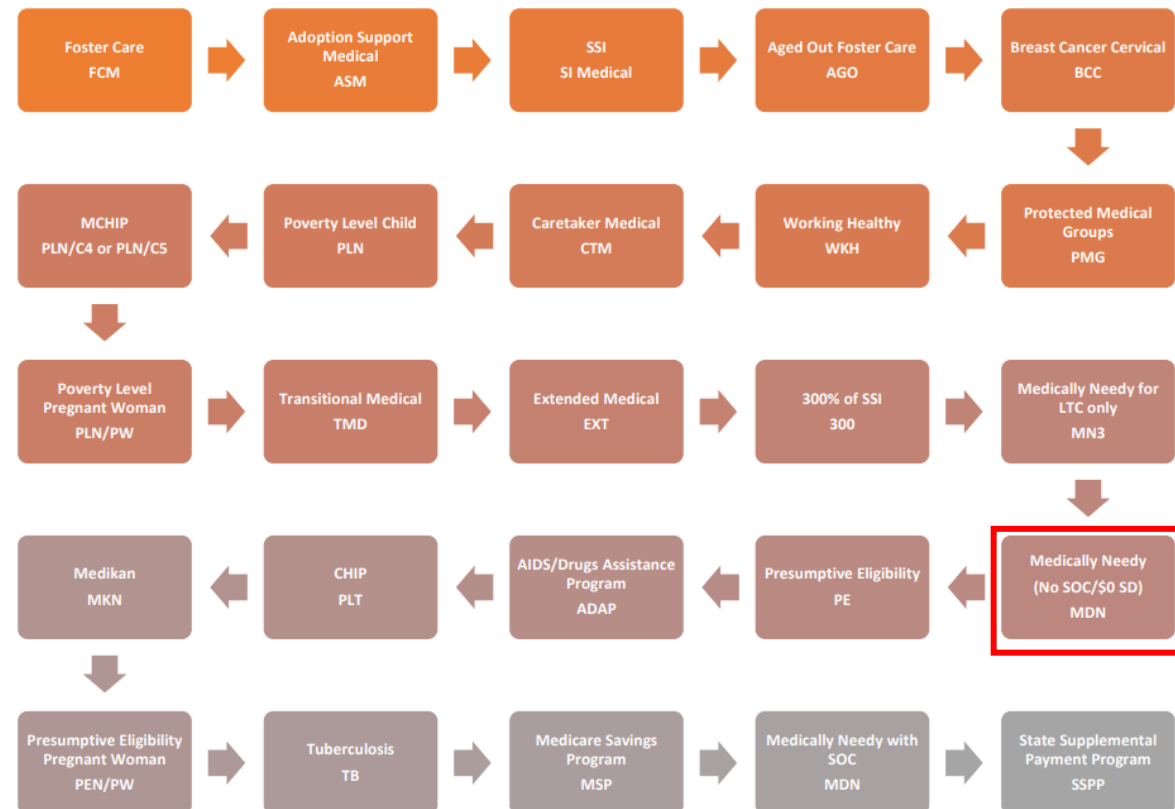 Foster Care
FCM
Adoption Support
Medical
ASM
SSI
SI Medical
Aged Out Foster Care
AGO
Breast Cancer Cervical
BCC
Protected Medical
Groups
PMG
Working Healthy
WKH
Caretaker Medical
CTM
Poverty Level Child
PLN
MCHIP
PLN/C4 or PLN/C5
Poverty Level
Pregnant Woman
PLN/PW
Transitional Medical
TMD
Extended Medical
EXT
300% of SSI
300
Medically Needy for
LTC only
MN3
Medically Needy
(No SOC/$0 SD)
MDN
Presumptive Eligibility
PE
AIDS/Drugs Assistance
Program
ADAP
CHIP
PLT
Medikan
MKN
Presumptive Eligibility
Pregnant Woman
PEN/PW
Tuberculosis
TB
Medicare Savings
Program
MSP
Medically Needy with
SOC
MDN
State Supplemental
Payment Program
SSPP